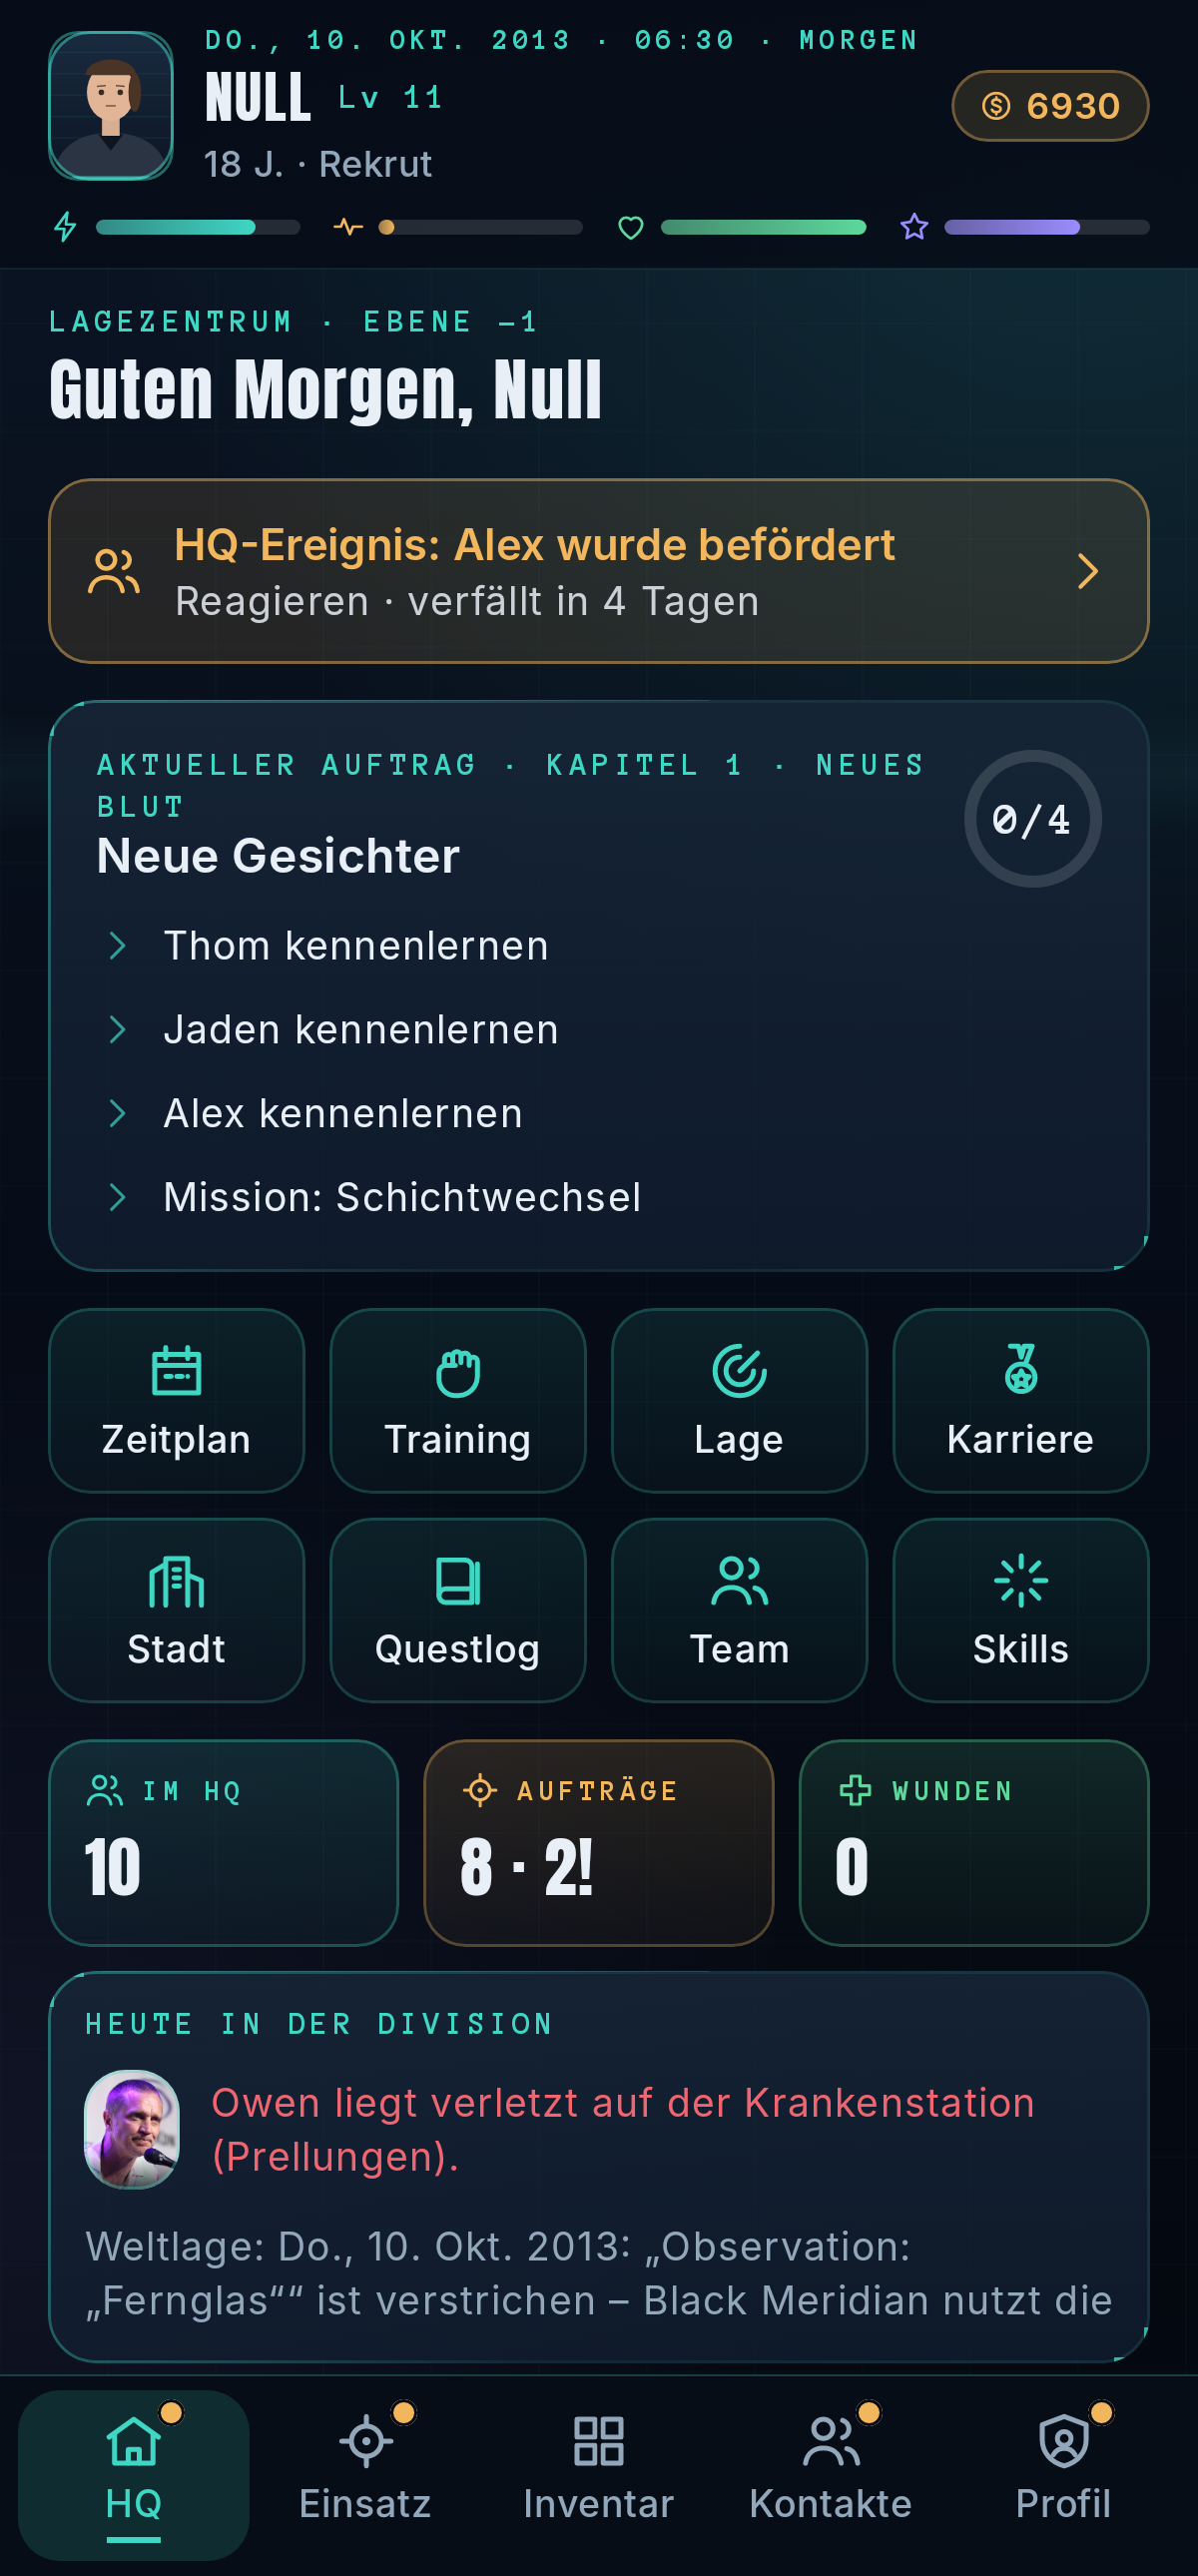 DO., 10. OKT. 2013 · 06:30 · MORGEN
NULL Lv 11
6930
18 J. · Rekrut
LAGEZENTRUM · EBENE −1
Guten Morgen, Null
HQ-Ereignis: Alex wurde befördert
Reagieren · verfällt in 4 Tagen
AKTUELLER AUFTRAG · KAPITEL 1 · NEUES
BLUT
0/4
Neue Gesichter
Thom kennenlernen
Jaden kennenlernen
Alex kennenlernen
Mission: Schichtwechsel
Zeitplan
Training
Lage
Karriere
Stadt
Questlog
Team
Skills
IM HQ
10
AUFTRÄGE
8 · 2!
WUNDEN
0
HEUTE IN DER DIVISION
Owen liegt verletzt auf der Krankenstation
(Prellungen).
Weltlage: Do., 10. Okt. 2013: „Observation:
„Fernglas““ ist verstrichen – Black Meridian nutzt die
HQ
Einsatz
Inventar
Kontakte
Profil